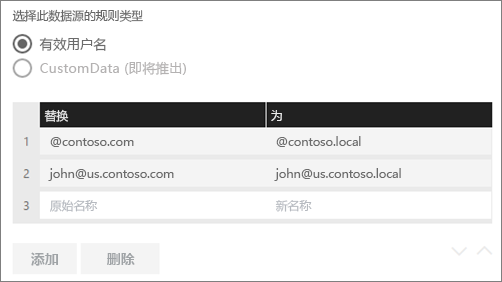 选择此数据源的规则类型
有效用户名
CustomData (即将推出)
替换 为
1 @contoso.com @contoso.local
2 john@us.contoso.com john@us.contoso.local
3 原始名称 新名称
添加 删除